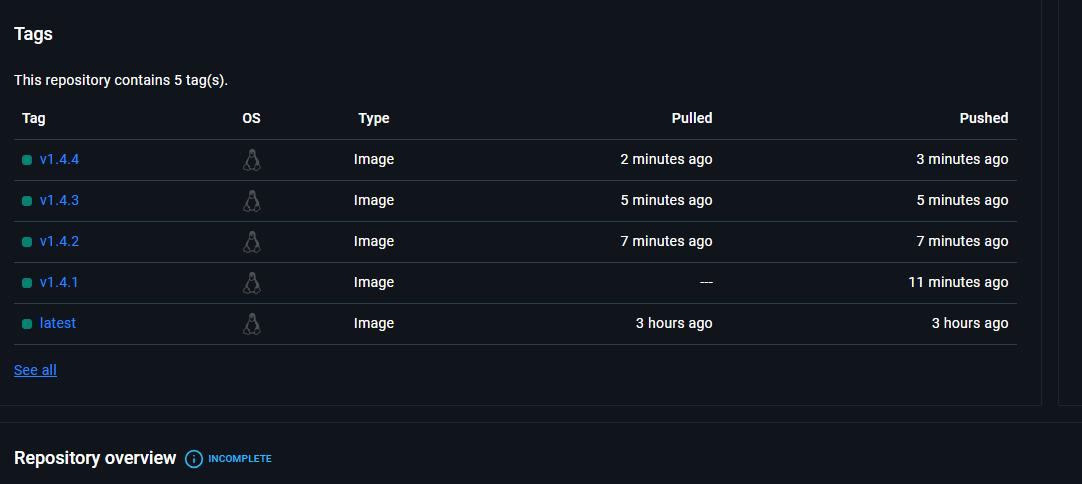 Tags
This repository contains 5 tag(s).
Tag OS Type Pulled Pushed
v1.4.4 Image 2 minutes ago 3 minutes ago
v1.4.3 Image 5 minutes ago 5 minutes ago
v1.4.2 Image 7 minutes ago 7 minutes ago
v1.4.1 Image --- 11 minutes ago
latest Image 3 hours ago 3 hours ago
See all
Repository overview INCOMPLETE